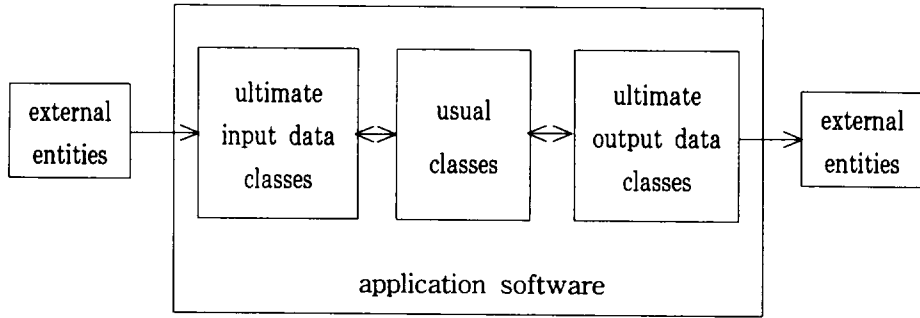 external
entities
ultimate
input data
classes
usual
classes
ultimate
output data
classes
external
entities
application software